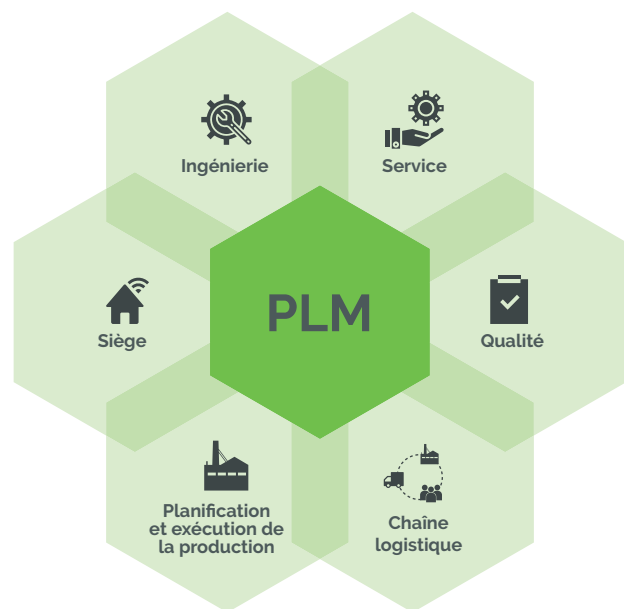 Ingénierie
Service
Siège
PLM
Qualité
Planification
et exécution de
la production
Chaîne
logistique